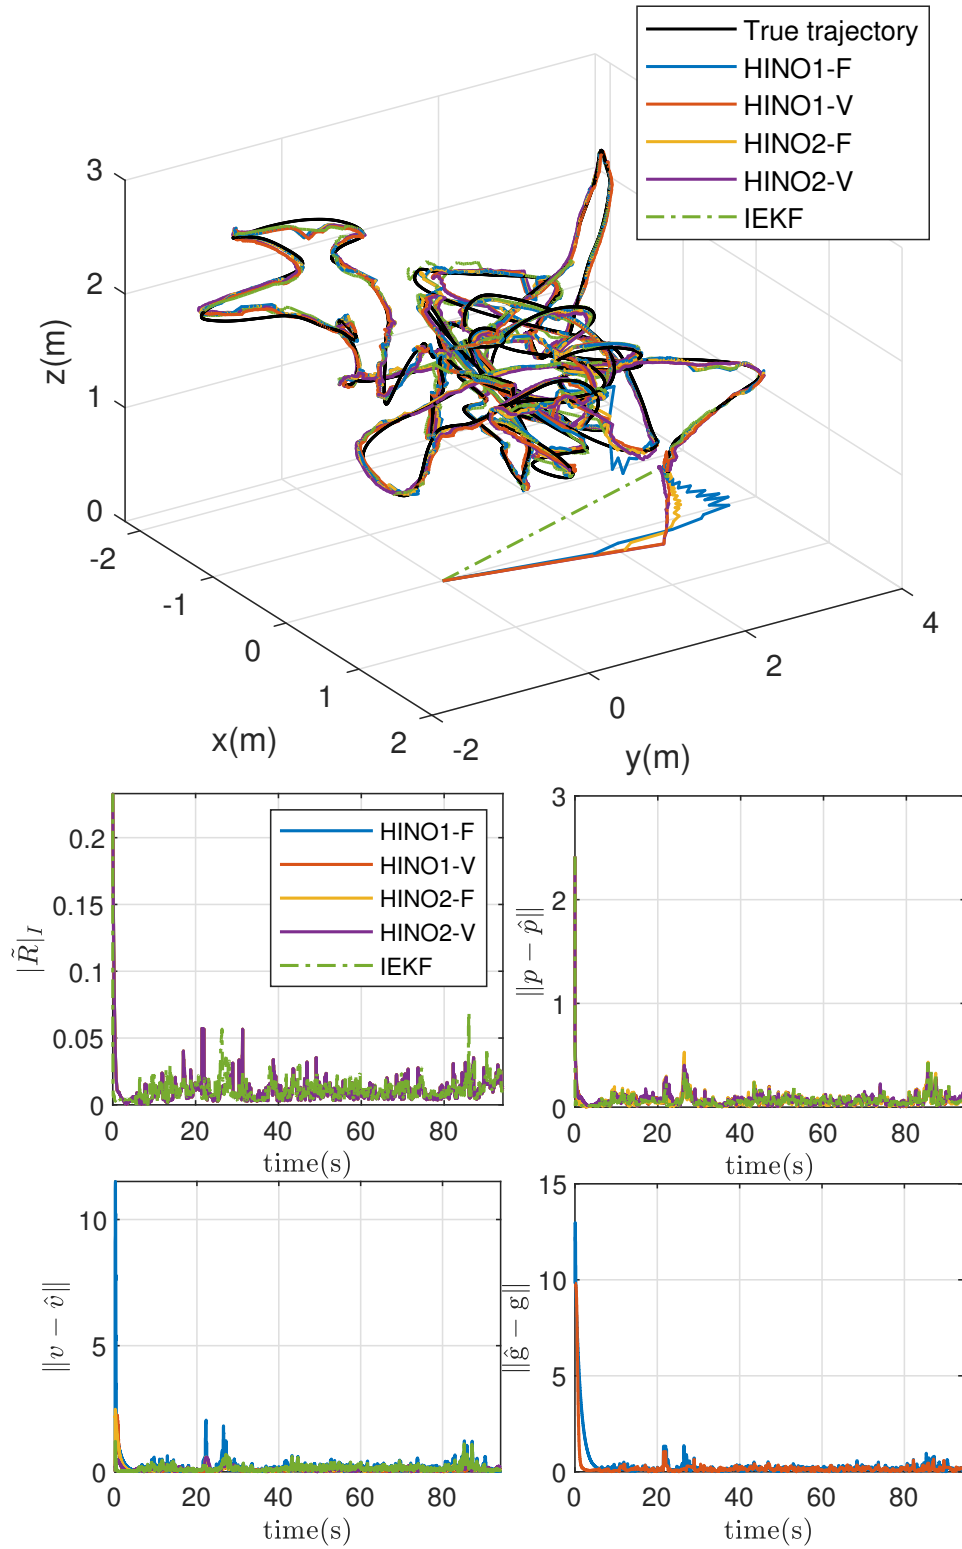 True trajectory
HINO1-F
HINO1-V
HINO2-F
HINO2-V
IEKF
3
2
1
0
z(m)
-2
-1
0
1
2
x(m)
-2
0
2
4
y(m)
0.2
0.15
0.1
0.05
0
|R̃|_I
HINO1-F
HINO1-V
HINO2-F
HINO2-V
IEKF
0 20 40 60 80
time(s)
3
2
1
0
||p − p̂||
0 20 40 60 80
time(s)
10
5
0
||v − v̂||
0 20 40 60 80
time(s)
15
10
5
0
||ĝ − g||
0 20 40 60 80
time(s)